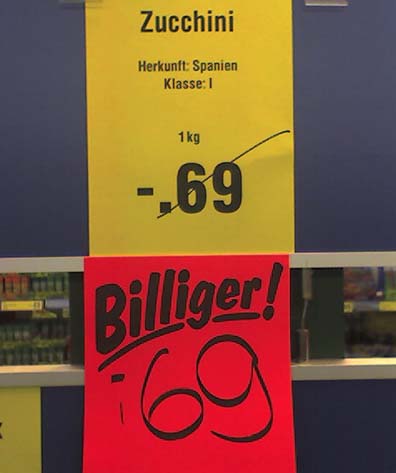 Zucchini
Herkunft: Spanien
Klasse: I
1 kg
-.69
Billiger!
-.69